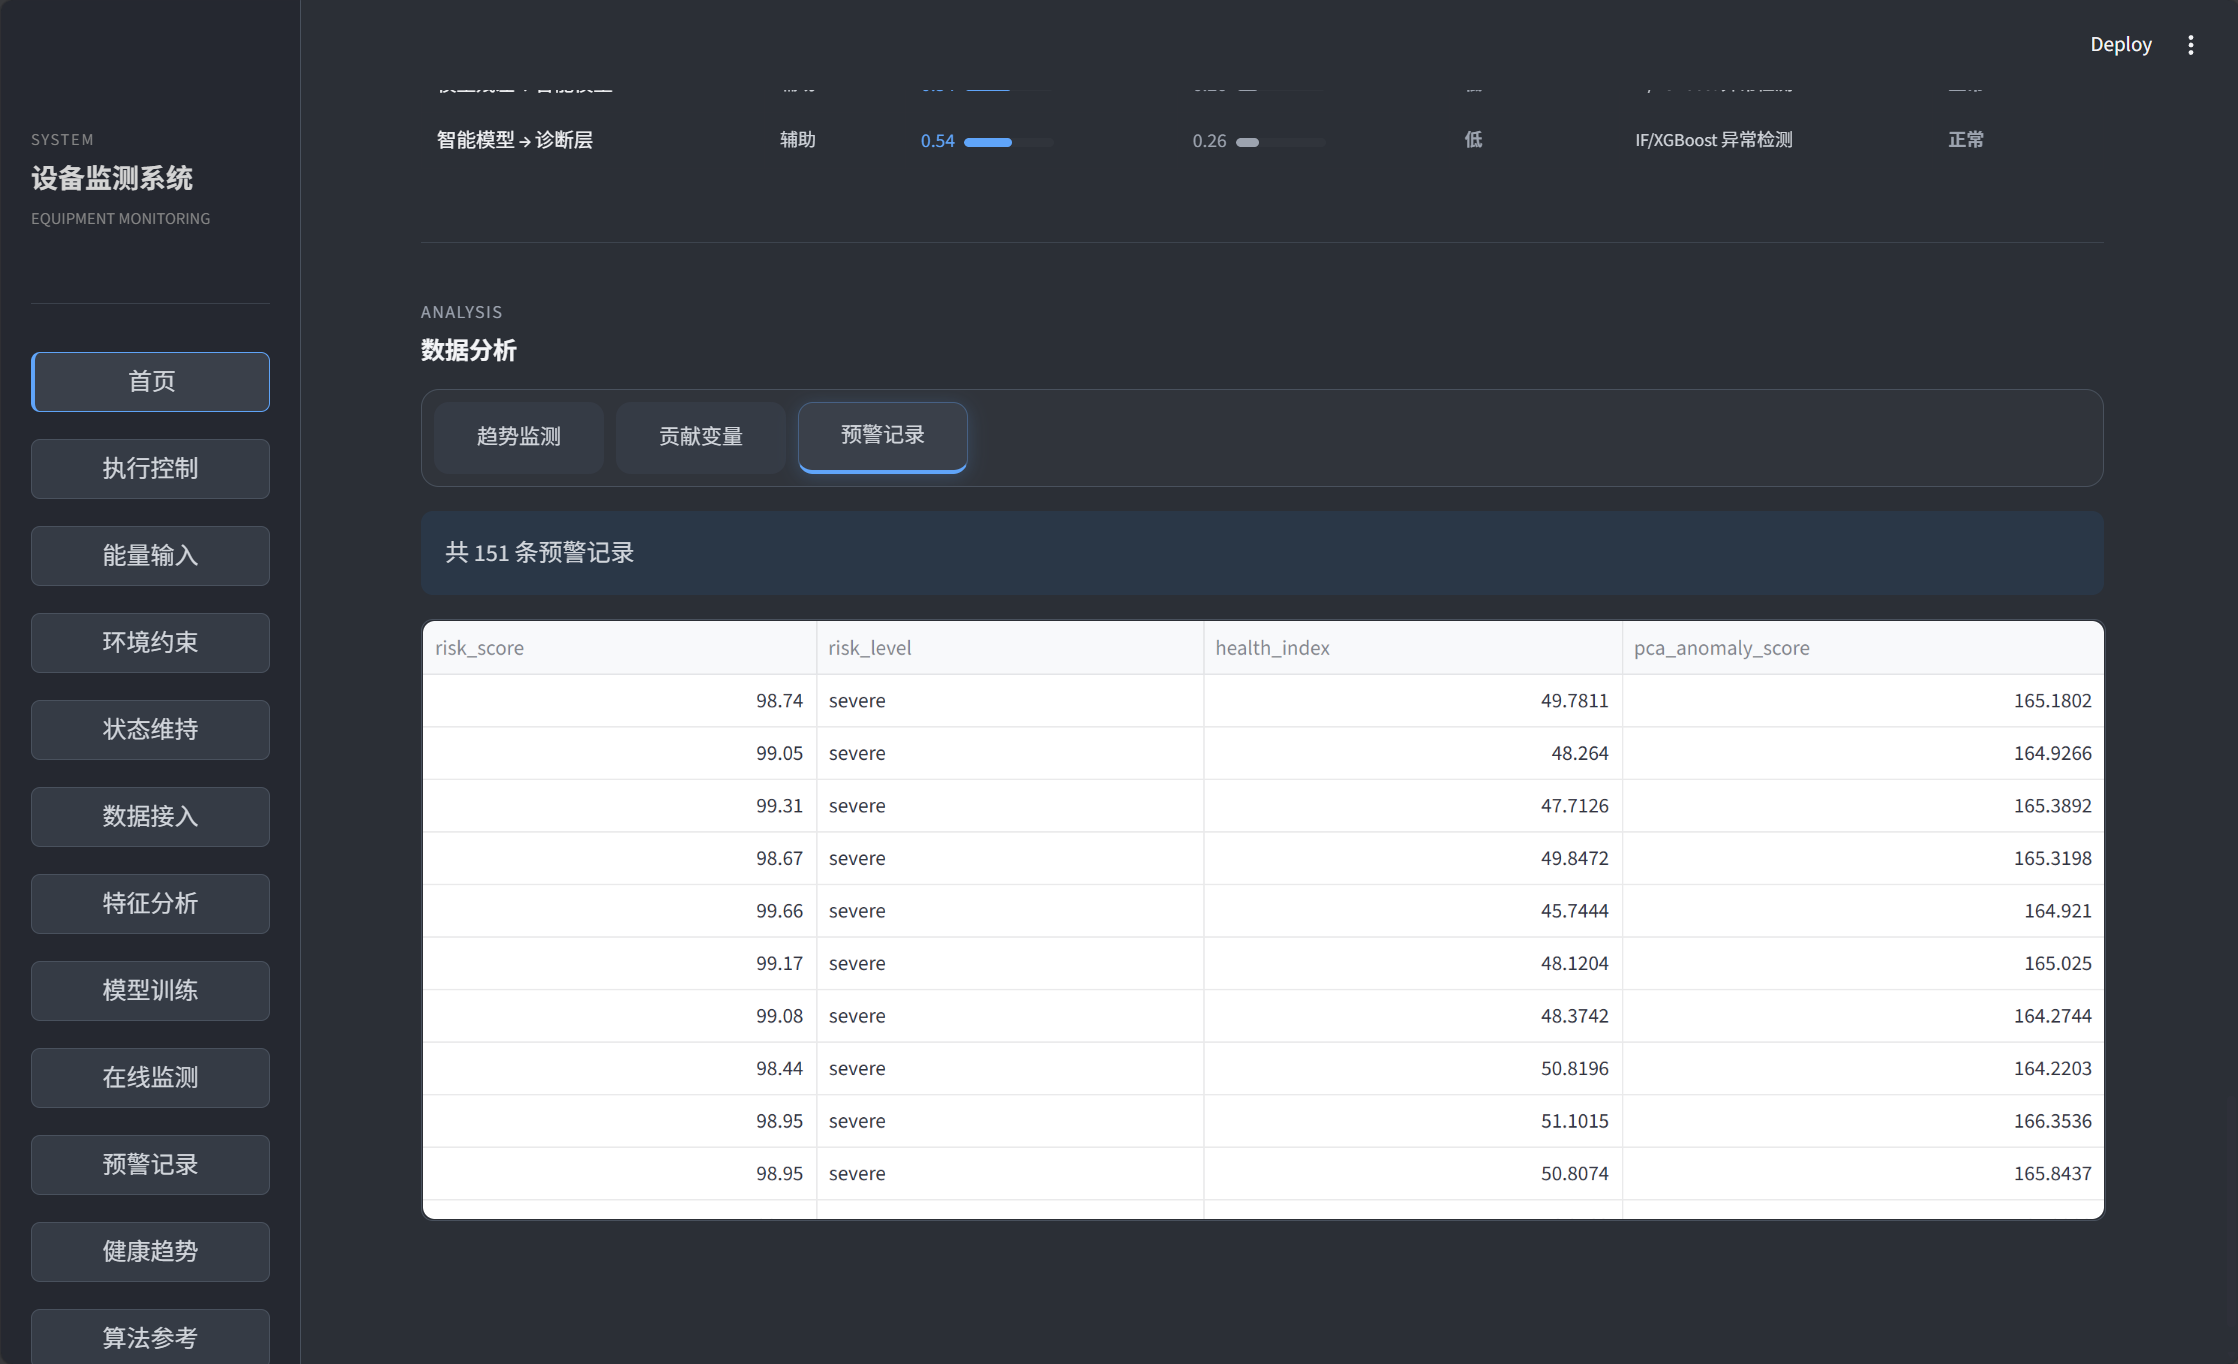 Deploy
SYSTEM
设备监测系统
EQUIPMENT MONITORING
首页
执行控制
能量输入
环境约束
状态维持
数据接入
特征分析
模型训练
在线监测
预警记录
健康趋势
算法参考
智能模型 → 诊断层 辅助 0.54 0.26 低 IF/XGBoost 异常检测 正常
ANALYSIS
数据分析
趋势监测 贡献变量 预警记录
共 151 条预警记录
risk_score risk_level health_index pca_anomaly_score
98.74 severe 49.7811 165.1802
99.05 severe 48.264 164.9266
99.31 severe 47.7126 165.3892
98.67 severe 49.8472 165.3198
99.66 severe 45.7444 164.921
99.17 severe 48.1204 165.025
99.08 severe 48.3742 164.2744
98.44 severe 50.8196 164.2203
98.95 severe 51.1015 166.3536
98.95 severe 50.8074 165.8437